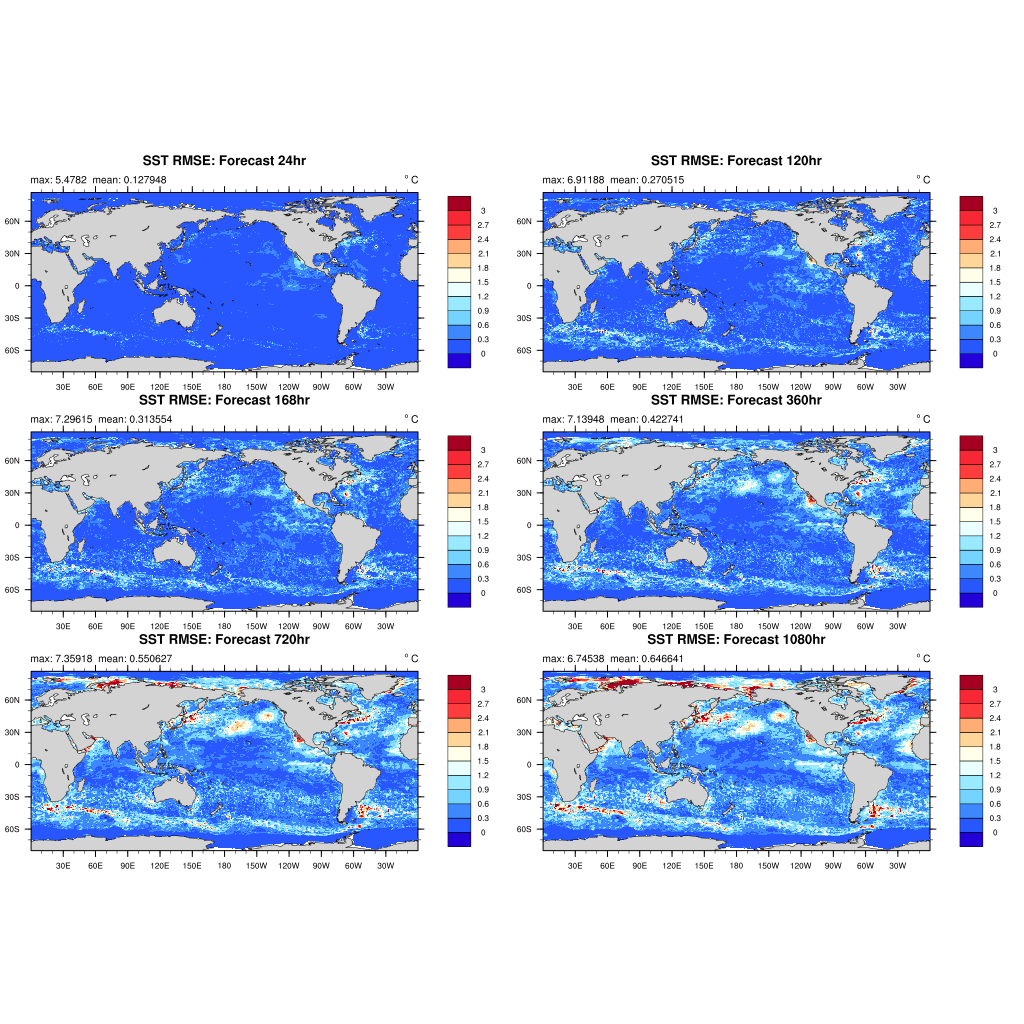 SST RMSE: Forecast 24hr
max: 5.4782 mean: 0.127948 ° C
60N
30N
0
30S
60S
30E 60E 90E 120E 150E 180 150W 120W 90W 60W 30W
3
2.7
2.4
2.1
1.8
1.5
1.2
0.9
0.6
0.3
0
SST RMSE: Forecast 120hr
max: 6.91188 mean: 0.270515 ° C
60N
30N
0
30S
60S
30E 60E 90E 120E 150E 180 150W 120W 90W 60W 30W
3
2.7
2.4
2.1
1.8
1.5
1.2
0.9
0.6
0.3
0
SST RMSE: Forecast 168hr
max: 7.29615 mean: 0.313554 ° C
60N
30N
0
30S
60S
30E 60E 90E 120E 150E 180 150W 120W 90W 60W 30W
3
2.7
2.4
2.1
1.8
1.5
1.2
0.9
0.6
0.3
0
SST RMSE: Forecast 360hr
max: 7.13948 mean: 0.422741 ° C
60N
30N
0
30S
60S
30E 60E 90E 120E 150E 180 150W 120W 90W 60W 30W
3
2.7
2.4
2.1
1.8
1.5
1.2
0.9
0.6
0.3
0
SST RMSE: Forecast 720hr
max: 7.35918 mean: 0.550627 ° C
60N
30N
0
30S
60S
30E 60E 90E 120E 150E 180 150W 120W 90W 60W 30W
3
2.7
2.4
2.1
1.8
1.5
1.2
0.9
0.6
0.3
0
SST RMSE: Forecast 1080hr
max: 6.74538 mean: 0.646641 ° C
60N
30N
0
30S
60S
30E 60E 90E 120E 150E 180 150W 120W 90W 60W 30W
3
2.7
2.4
2.1
1.8
1.5
1.2
0.9
0.6
0.3
0